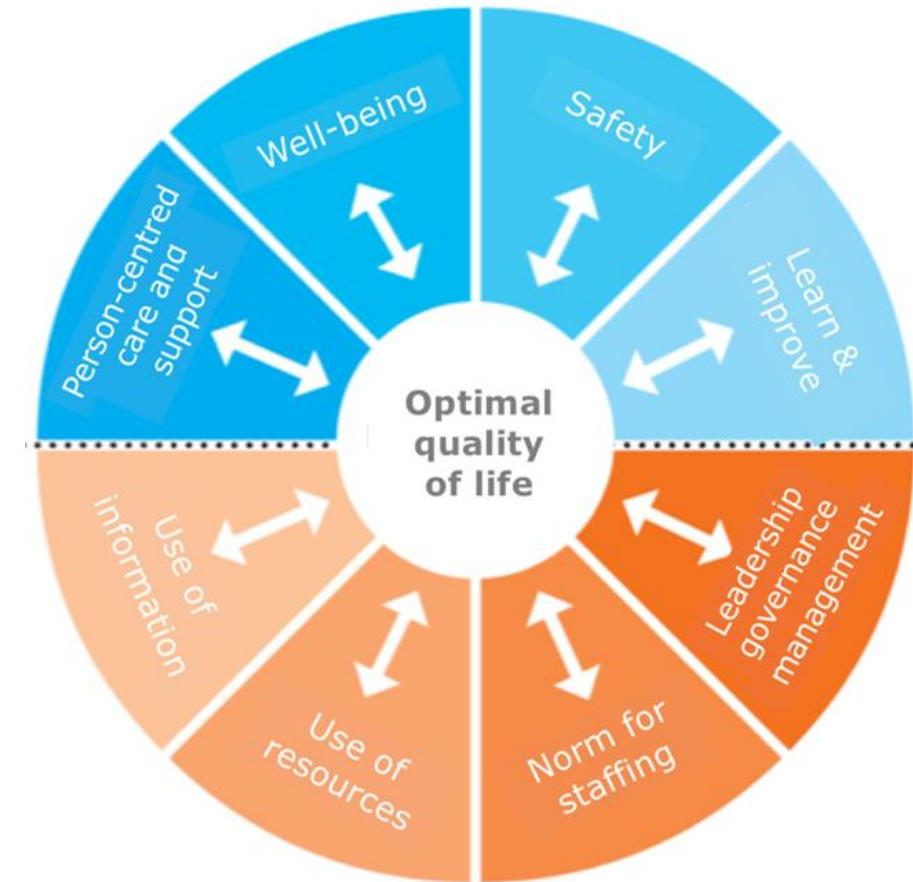 Well-being
Safety
Person-centred
care and
support
Learn &
improve
Optimal
quality
of life
Use of
information
Leadership
governance
management
Use of
resources
Norm for
staffing